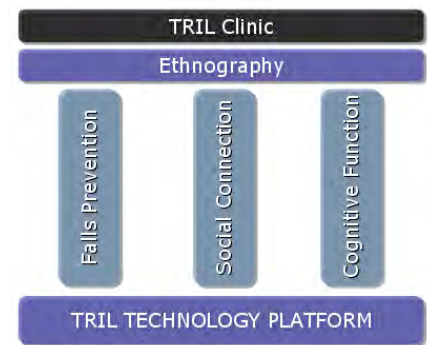 TRIL Clinic
Ethnography
Falls Prevention
Social Connection
Cognitive Function
TRIL TECHNOLOGY PLATFORM